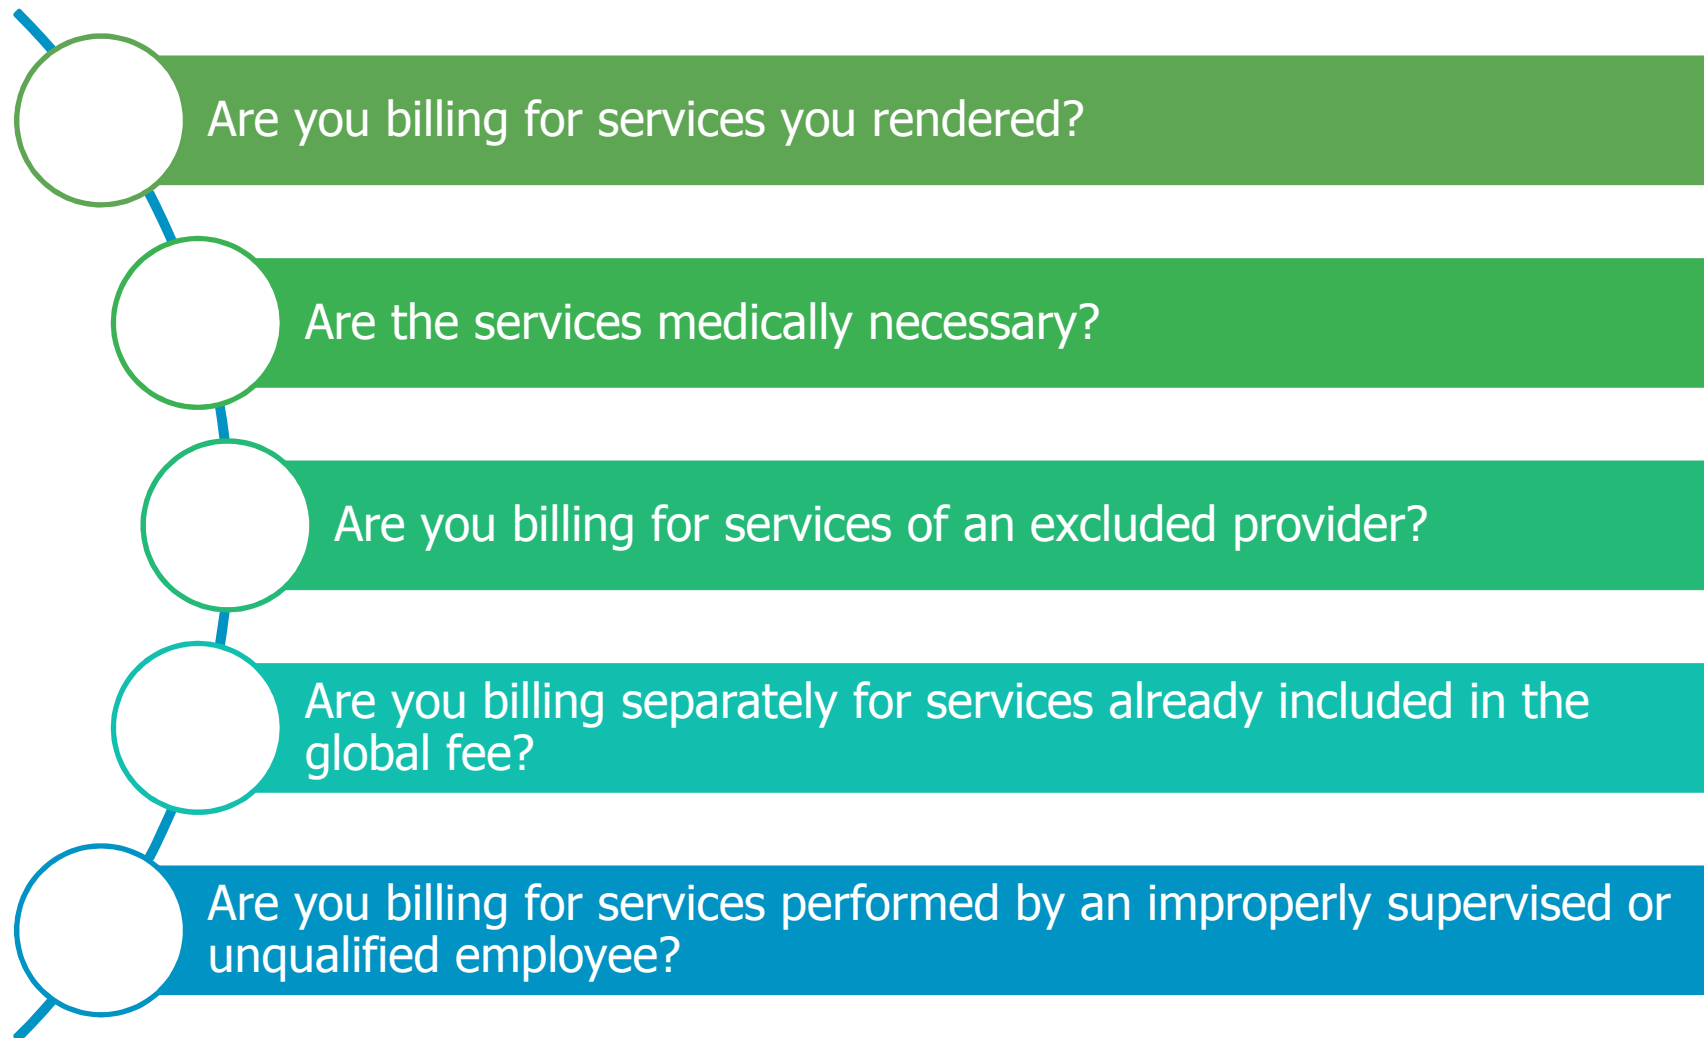 Are you billing for services you rendered?
Are the services medically necessary?
Are you billing for services of an excluded provider?
Are you billing separately for services already included in the
global fee?
Are you billing for services performed by an improperly supervised or
unqualified employee?